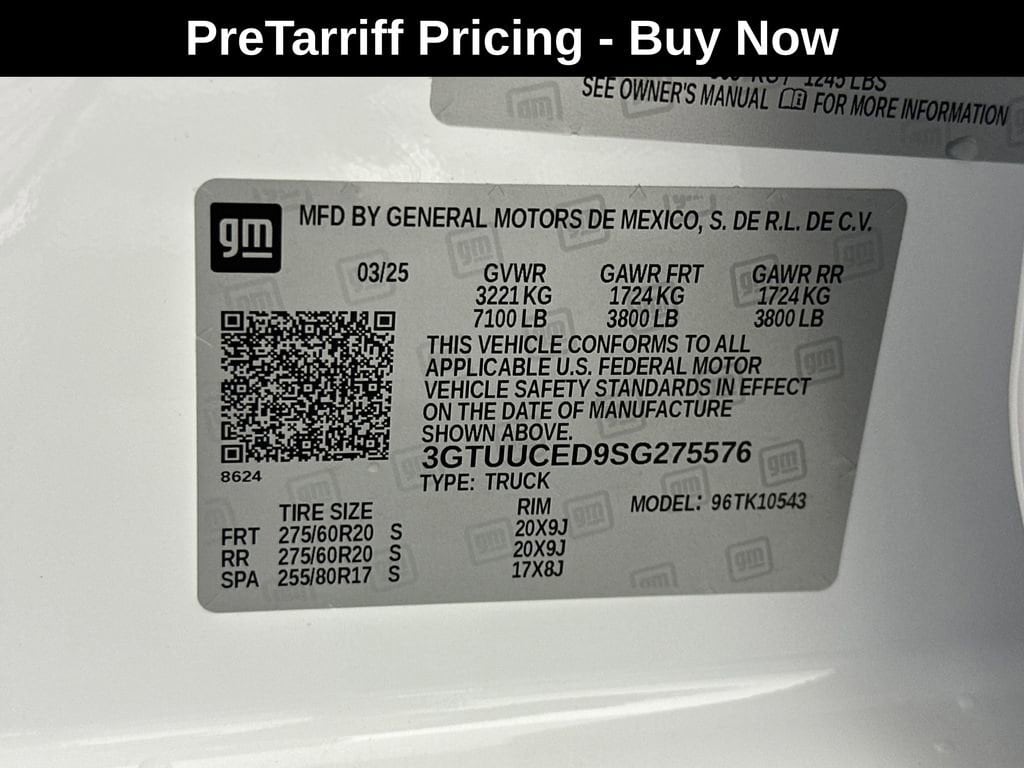 PreTarriff Pricing - Buy Now
1245 LBS
SEE OWNER'S MANUAL FOR MORE INFORMATION
gm MFD BY GENERAL MOTORS DE MEXICO, S. DE R.L. DE C.V.
03/25 GVWR GAWR FRT GAWR RR
3221 KG 1724 KG 1724 KG
7100 LB 3800 LB 3800 LB
THIS VEHICLE CONFORMS TO ALL
APPLICABLE U.S. FEDERAL MOTOR
VEHICLE SAFETY STANDARDS IN EFFECT
ON THE DATE OF MANUFACTURE
SHOWN ABOVE.
3GTUUCED9SG275576
8624
TYPE: TRUCK
TIRE SIZE RIM MODEL: 96TK10543
FRT 275/60R20 S 20X9J
RR 275/60R20 S 20X9J
SPA 255/80R17 S 17X8J